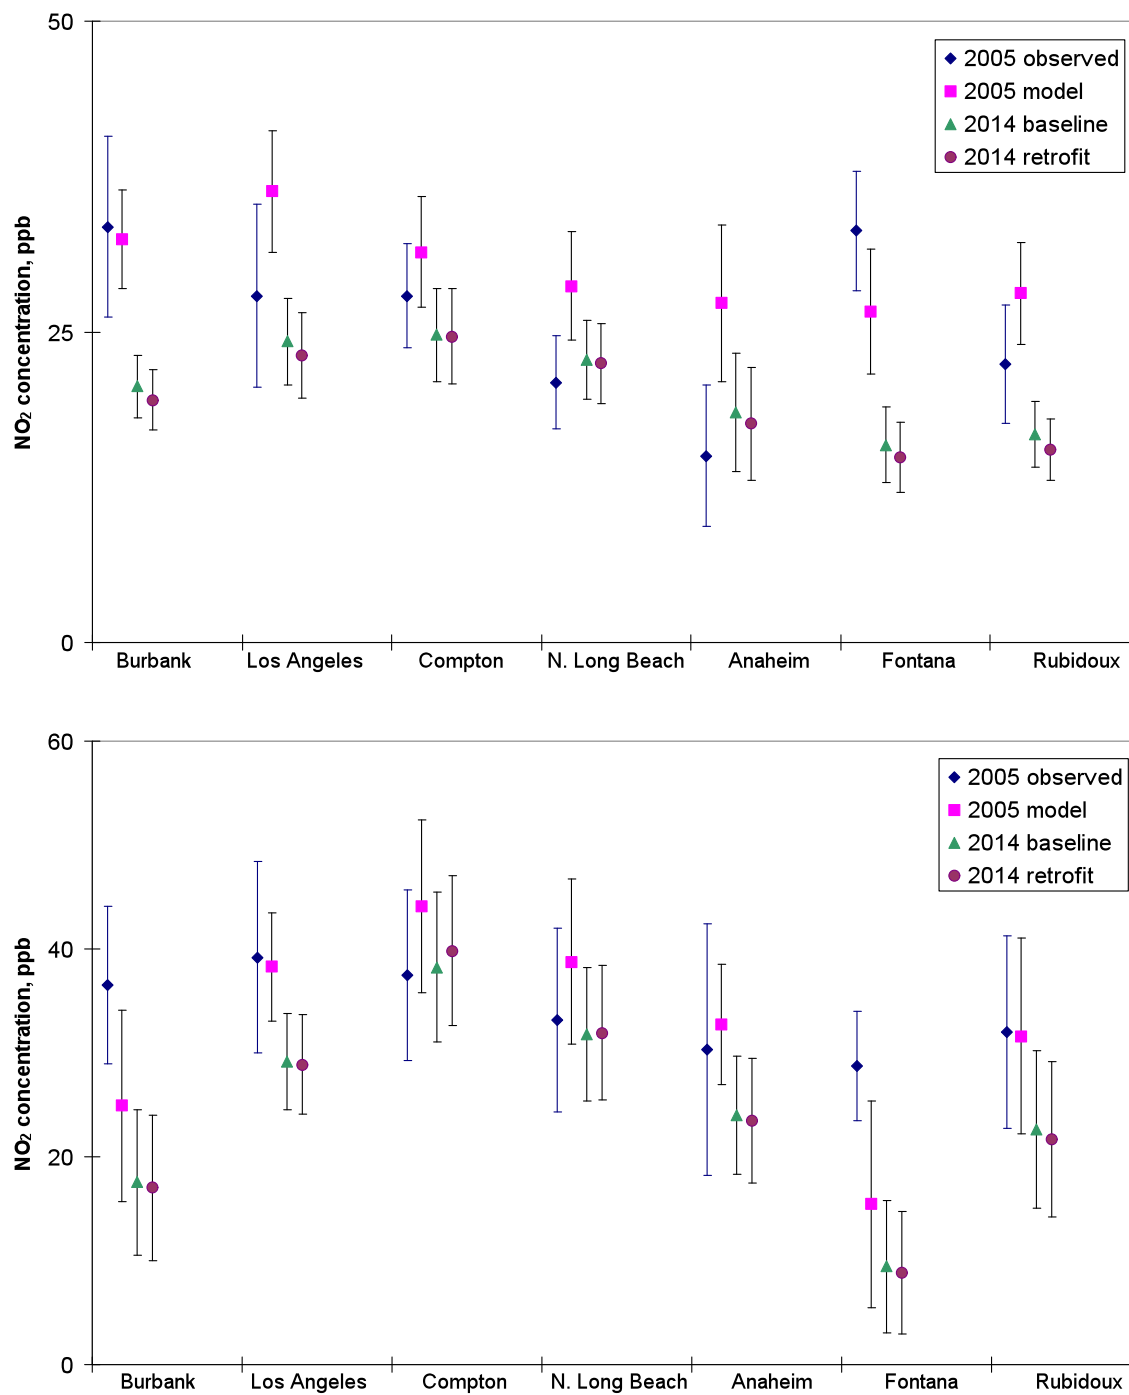 50
2005 observed
2005 model
2014 baseline
2014 retrofit
NO₂ concentration, ppb
25
0
Burbank Los Angeles Compton N. Long Beach Anaheim Fontana Rubidoux
60
2005 observed
2005 model
2014 baseline
2014 retrofit
NO₂ concentration, ppb
40
20
0
Burbank Los Angeles Compton N. Long Beach Anaheim Fontana Rubidoux